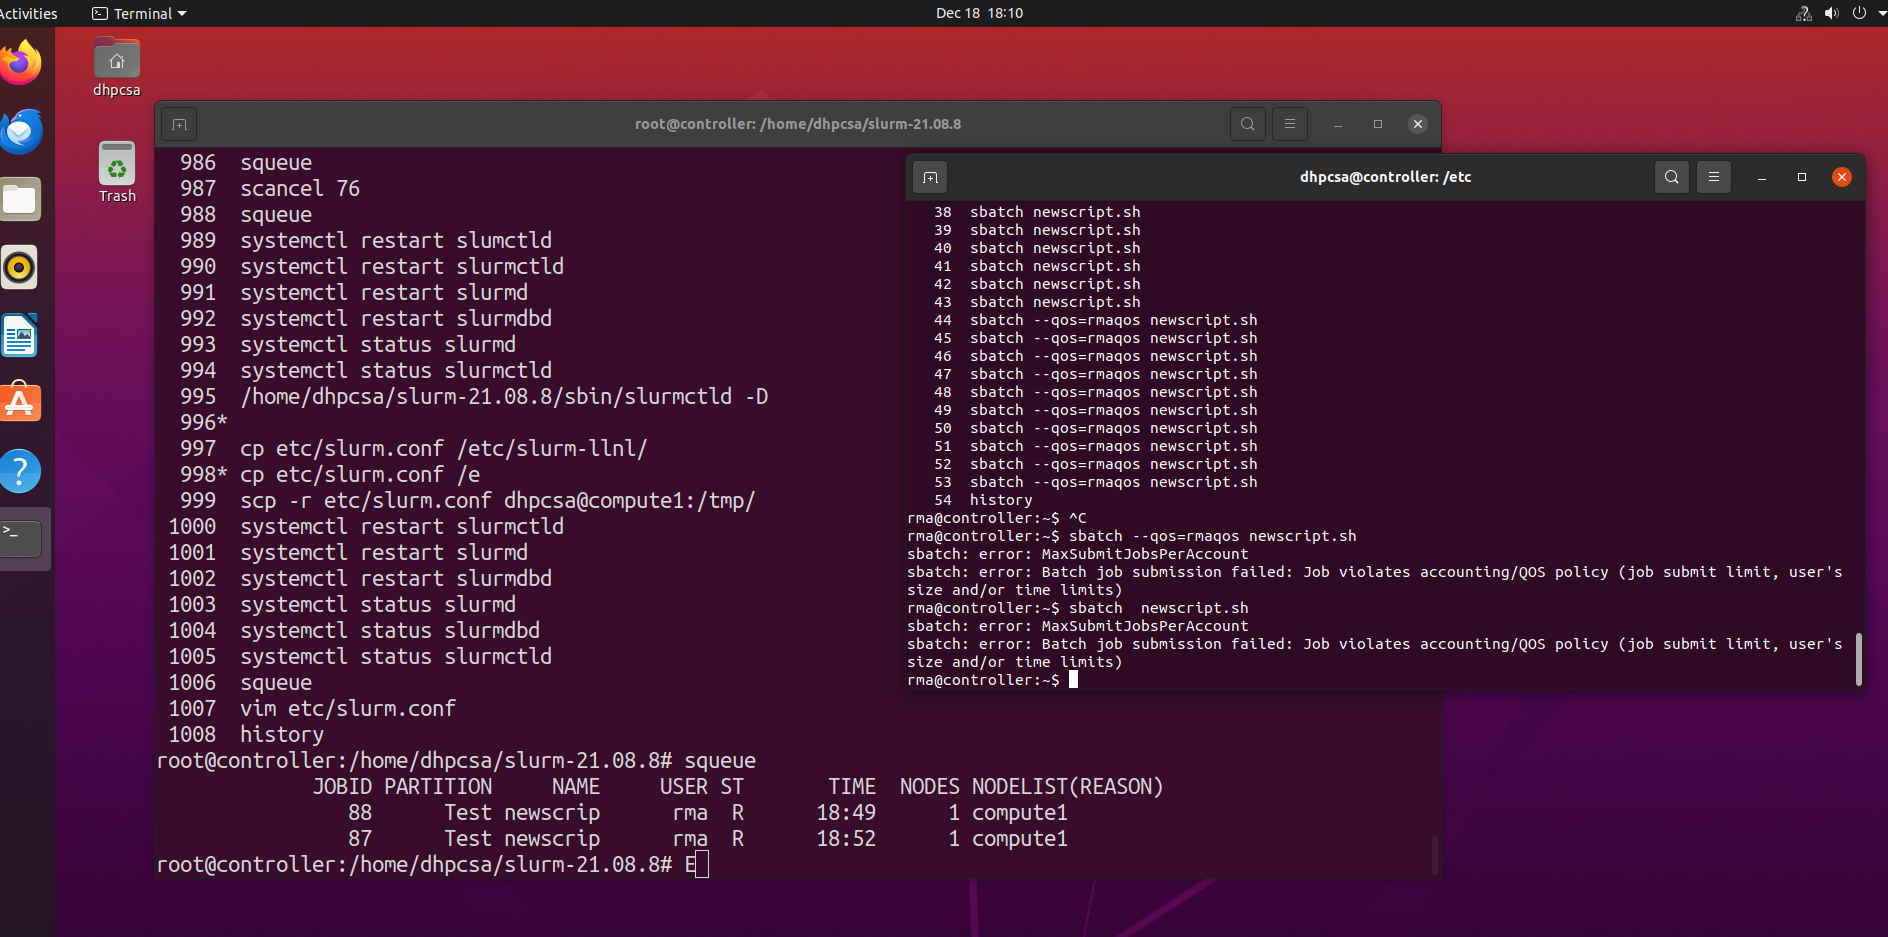 Activities
Terminal
Dec 18 18:10
dhpcsa
Trash
root@controller: /home/dhpcsa/slurm-21.08.8
986 squeue
987 scancel 76
988 squeue
989 systemctl restart slumctld
990 systemctl restart slurmctld
991 systemctl restart slurmd
992 systemctl restart slurmdbd
993 systemctl status slurmd
994 systemctl status slurmctld
995 /home/dhpcsa/slurm-21.08.8/sbin/slurmctld -D
996*
997 cp etc/slurm.conf /etc/slurm-llnl/
998* cp etc/slurm.conf /e
999 scp -r etc/slurm.conf dhpcsa@compute1:/tmp/
1000 systemctl restart slurmctld
1001 systemctl restart slurmd
1002 systemctl restart slurmdbd
1003 systemctl status slurmd
1004 systemctl status slurmdbd
1005 systemctl status slurmctld
1006 squeue
1007 vim etc/slurm.conf
1008 history
root@controller:/home/dhpcsa/slurm-21.08.8# squeue
JOBID PARTITION NAME USER ST TIME NODES NODELIST(REASON)
88 Test newscrip rma R 18:49 1 compute1
87 Test newscrip rma R 18:52 1 compute1
root@controller:/home/dhpcsa/slurm-21.08.8# E
dhpcsa@controller: /etc
38 sbatch newscript.sh
39 sbatch newscript.sh
40 sbatch newscript.sh
41 sbatch newscript.sh
42 sbatch newscript.sh
43 sbatch newscript.sh
44 sbatch --qos=rmaqos newscript.sh
45 sbatch --qos=rmaqos newscript.sh
46 sbatch --qos=rmaqos newscript.sh
47 sbatch --qos=rmaqos newscript.sh
48 sbatch --qos=rmaqos newscript.sh
49 sbatch --qos=rmaqos newscript.sh
50 sbatch --qos=rmaqos newscript.sh
51 sbatch --qos=rmaqos newscript.sh
52 sbatch --qos=rmaqos newscript.sh
53 sbatch --qos=rmaqos newscript.sh
54 history
rma@controller:~$ ^C
rma@controller:~$ sbatch --qos=rmaqos newscript.sh
sbatch: error: MaxSubmitJobsPerAccount
sbatch: error: Batch job submission failed: Job violates accounting/QOS policy (job submit limit, user's
size and/or time limits)
rma@controller:~$ sbatch  newscript.sh
sbatch: error: MaxSubmitJobsPerAccount
sbatch: error: Batch job submission failed: Job violates accounting/QOS policy (job submit limit, user's
size and/or time limits)
rma@controller:~$